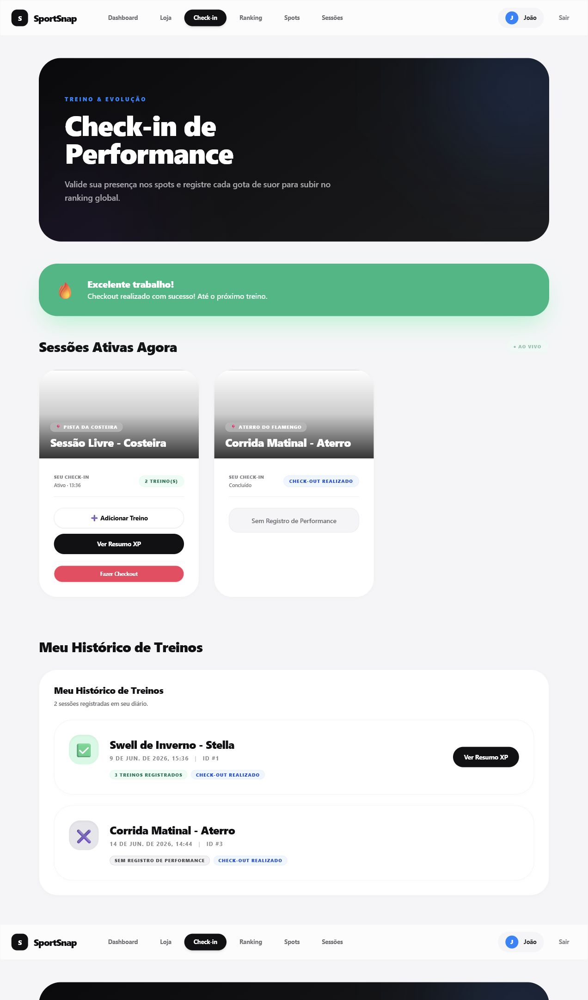 S SportSnap Dashboard Loja Check-in Ranking Spots Sessões J João Sair
TREINO & EVOLUÇÃO
Check-in de
Performance
Valide sua presença nos spots e registre cada gota de suor para subir no
ranking global.
Excelente trabalho!
Checkout realizado com sucesso! Até o próximo treino.
Sessões Ativas Agora
● AO VIVO
PISTA DA COSTEIRA
Sessão Livre - Costeira
SEU CHECK-IN
Ativo · 13:36
2 TREINO(S)
Adicionar Treino
Ver Resumo XP
Fazer Checkout
ATERRO DO FLAMENGO
Corrida Matinal - Aterro
SEU CHECK-IN
Concluído
CHECK-OUT REALIZADO
Sem Registro de Performance
Meu Histórico de Treinos
Meu Histórico de Treinos
2 sessões registradas em seu diário.
Swell de Inverno - Stella
9 DE JUN. DE 2026, 15:36 | ID #1
3 TREINOS REGISTRADOS CHECK-OUT REALIZADO
Ver Resumo XP
Corrida Matinal - Aterro
14 DE JUN. DE 2026, 14:44 | ID #3
SEM REGISTRO DE PERFORMANCE CHECK-OUT REALIZADO
S SportSnap Dashboard Loja Check-in Ranking Spots Sessões J João Sair